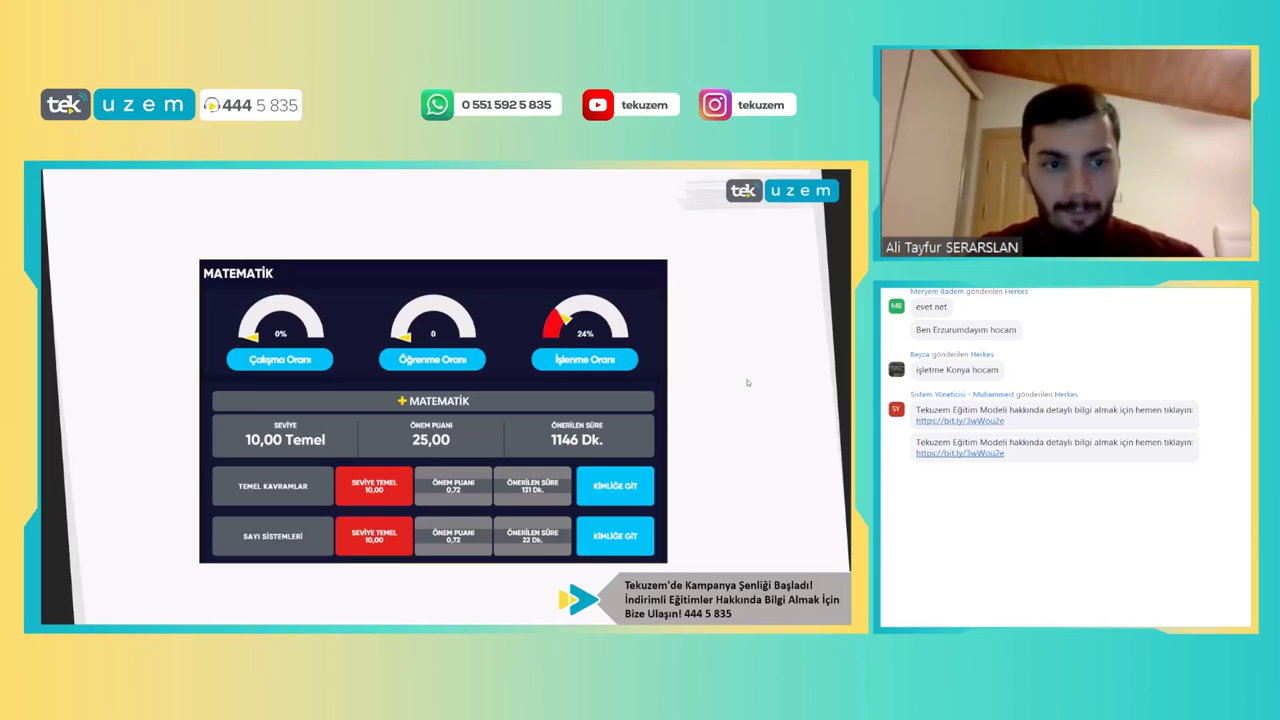 tek uzem 444 5 835
0 551 592 5 835
tekuzem
tekuzem
tek uzem
MATEMATİK
0%
0
24%
Çalışma Oranı
Öğrenme Oranı
İşlenme Oranı
+ MATEMATİK
SEVİYE
10,00 Temel
ÖNEM PUANI
25,00
ÖNERİLEN SÜRE
1146 Dk.
TEMEL KAVRAMLAR
SEVİYE TEMEL
10,00
ÖNEM PUANI
0,72
ÖNERİLEN SÜRE
131 Dk.
KİMLİĞE GİT
SAYI SİSTEMLERİ
SEVİYE TEMEL
10,00
ÖNEM PUANI
0,72
ÖNERİLEN SÜRE
22 Dk.
KİMLİĞE GİT
Tekuzem'de Kampanya Şenliği Başladı!
İndirimli Eğitimler Hakkında Bilgi Almak İçin
Bize Ulaşın! 444 5 835
Ali Tayfur SERARSLAN
Meryem Badem gönderilen Herkes
MB
evet net
Ben Erzurumdayım hocam
Beyza gönderilen Herkes
işletme Konya hocam
Sistem Yöneticisi - Muhammed gönderilen Herkes
SY
Tekuzem Eğitim Modeli hakkında detaylı bilgi almak için hemen tıklayın:
https://bit.ly/3wWou2e
Tekuzem Eğitim Modeli hakkında detaylı bilgi almak için hemen tıklayın:
https://bit.ly/3wWou2e